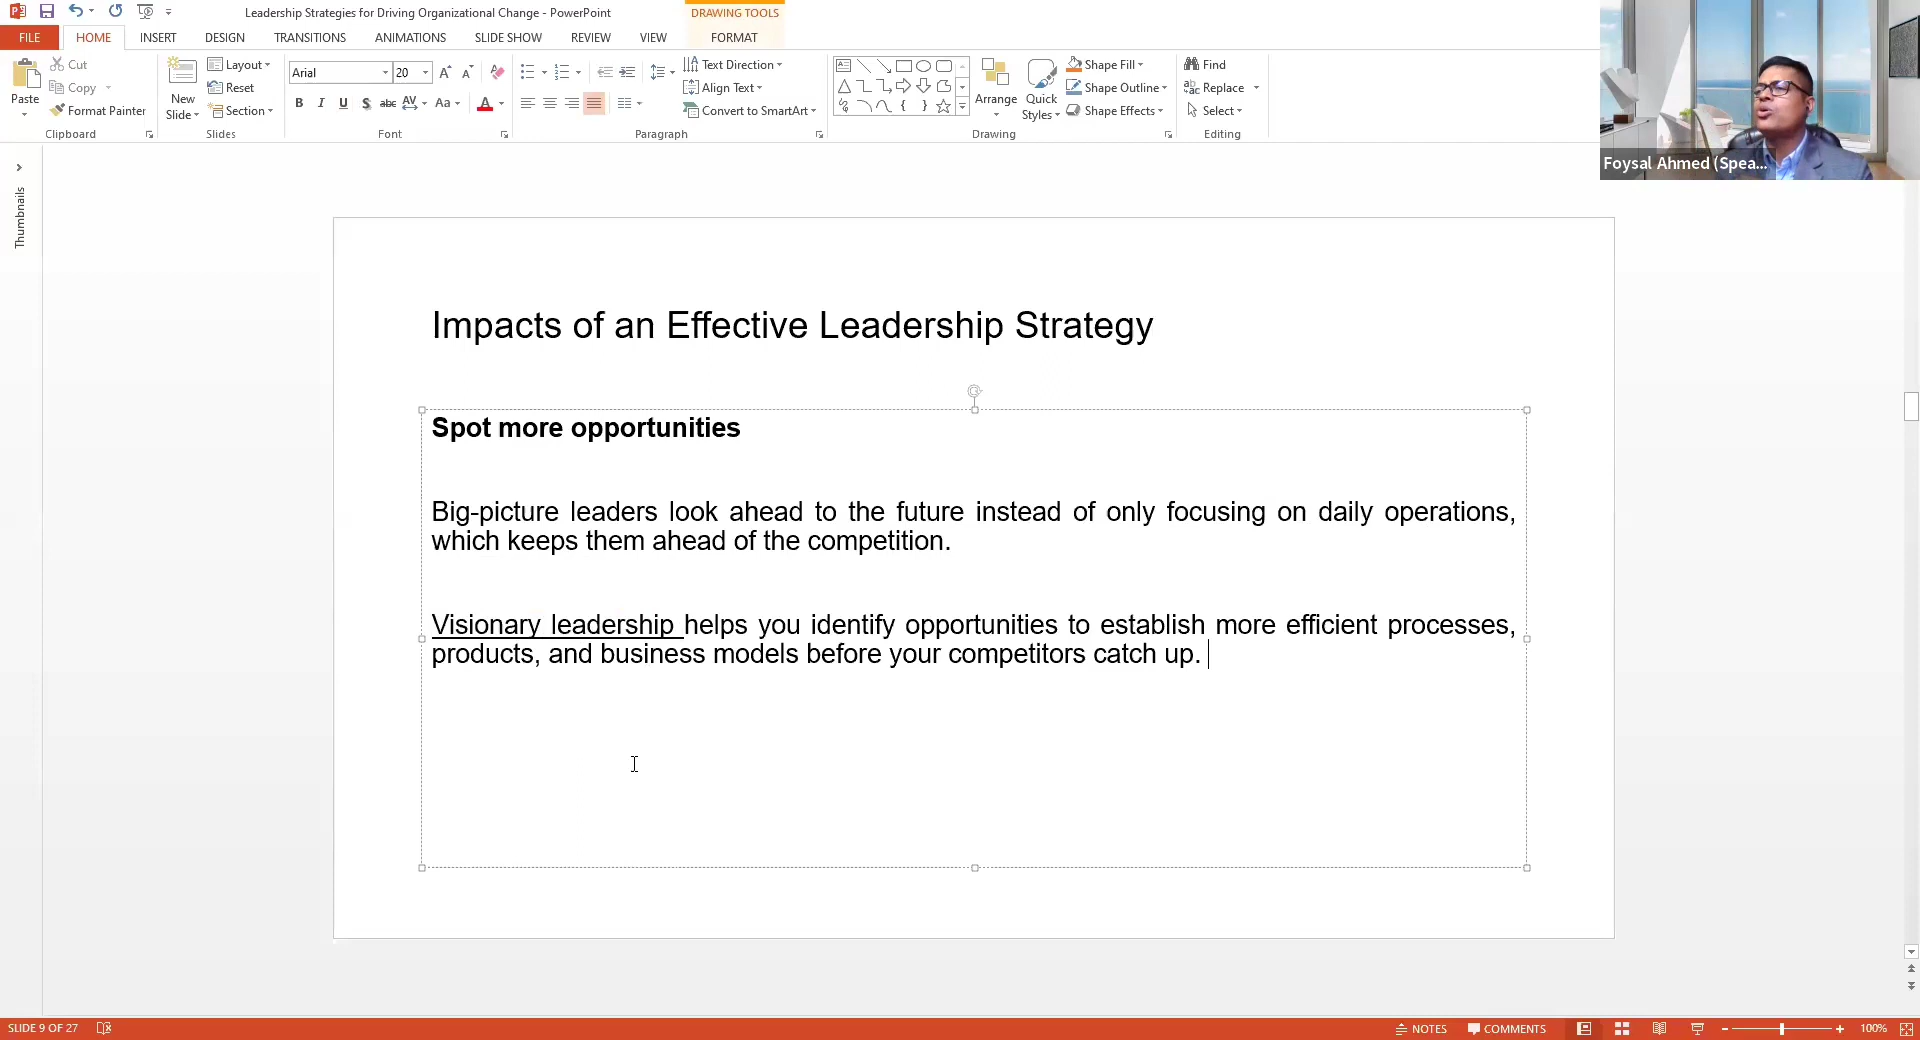 Leadership Strategies for Driving Organizational Change - PowerPoint
DRAWING TOOLS
FILE HOME INSERT DESIGN TRANSITIONS ANIMATIONS SLIDE SHOW REVIEW VIEW FORMAT
Paste
Cut
Copy
Format Painter
Clipboard
New
Slide
Layout
Reset
Section
Slides
Arial 20
B I U S abc AV Aa A
Font
Text Direction
Align Text
Convert to SmartArt
Paragraph
Arrange
Quick
Styles
Shape Fill
Shape Outline
Shape Effects
Drawing
Find
Replace
Select
Editing
Foysal Ahmed (Spea...
Thumbnails
Impacts of an Effective Leadership Strategy
Spot more opportunities
Big-picture leaders look ahead to the future instead of only focusing on daily operations,
which keeps them ahead of the competition.
Visionary leadership helps you identify opportunities to establish more efficient processes,
products, and business models before your competitors catch up.
SLIDE 9 OF 27 NOTES COMMENTS 100%